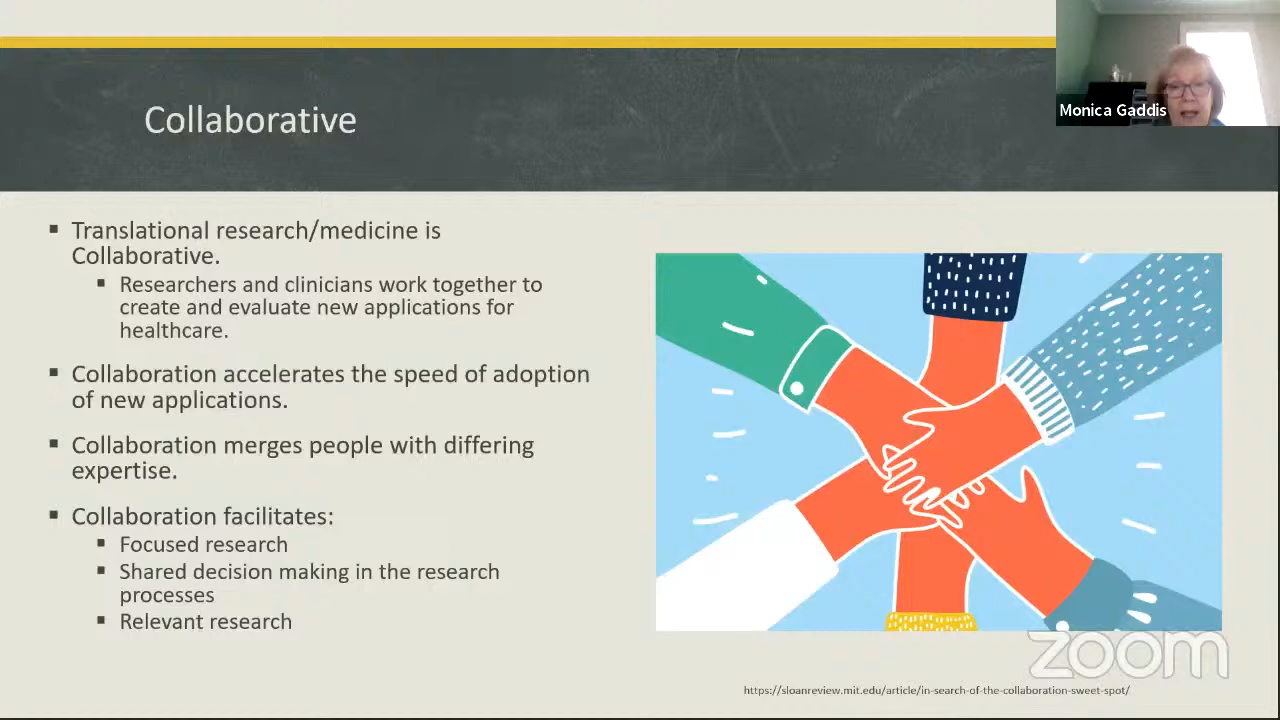 Monica Gaddis
Collaborative
▪ Translational research/medicine is
Collaborative.
▪ Researchers and clinicians work together to
create and evaluate new applications for
healthcare.
▪ Collaboration accelerates the speed of adoption
of new applications.
▪ Collaboration merges people with differing
expertise.
▪ Collaboration facilitates:
▪ Focused research
▪ Shared decision making in the research
processes
▪ Relevant research
zoom
https://sloanreview.mit.edu/article/in-search-of-the-collaboration-sweet-spot/